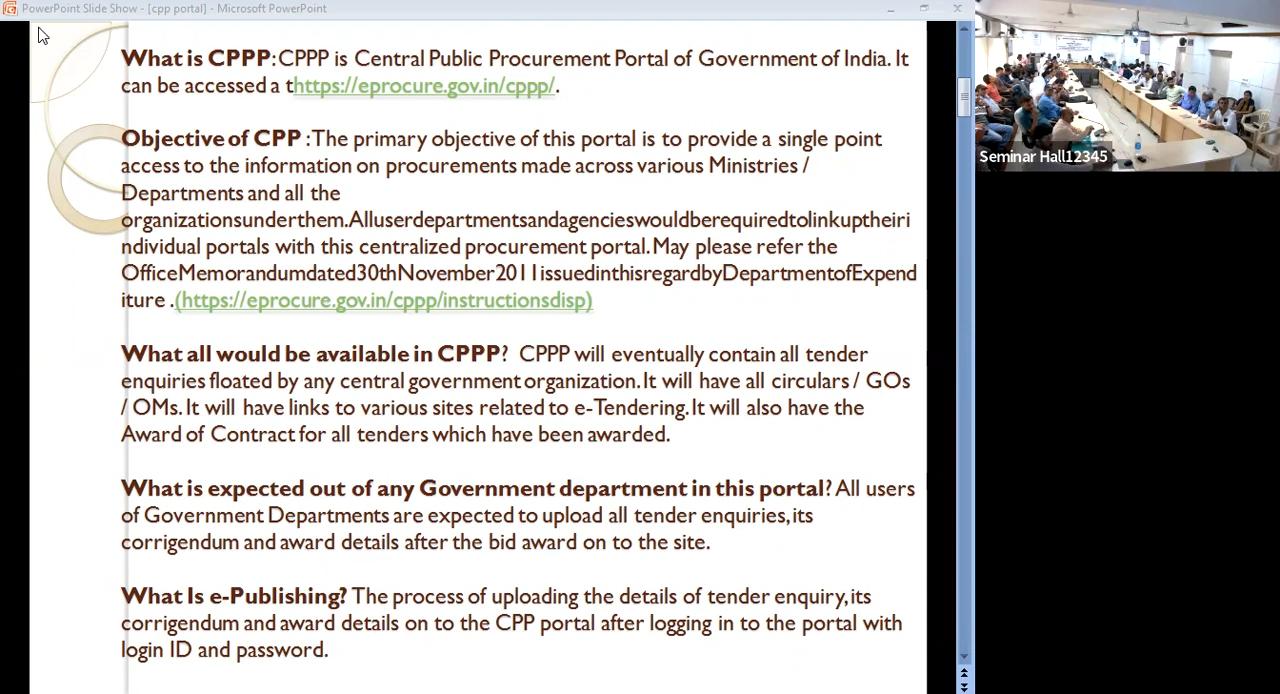 PowerPoint Slide Show - [cpp portal] - Microsoft PowerPoint
What is CPPP: CPPP is Central Public Procurement Portal of Government of India. It
can be accessed a thttps://eprocure.gov.in/cppp/.
Objective of CPP : The primary objective of this portal is to provide a single point
access to the information on procurements made across various Ministries /
Departments and all the
organizationsunderthem.Alluserdepartmentsandagencieswouldberequiredtolinkuptheiri
ndividual portals with this centralized procurement portal. May please refer the
OfficeMemorandumdated30thNovember2011issuedinthisregardbyDepartmentofExpend
iture .(https://eprocure.gov.in/cppp/instructionsdisp)
What all would be available in CPPP? CPPP will eventually contain all tender
enquiries floated by any central government organization. It will have all circulars / GOs
/ OMs. It will have links to various sites related to e-Tendering. It will also have the
Award of Contract for all tenders which have been awarded.
What is expected out of any Government department in this portal? All users
of Government Departments are expected to upload all tender enquiries, its
corrigendum and award details after the bid award on to the site.
What Is e-Publishing? The process of uploading the details of tender enquiry, its
corrigendum and award details on to the CPP portal after logging in to the portal with
login ID and password.
Seminar Hall12345